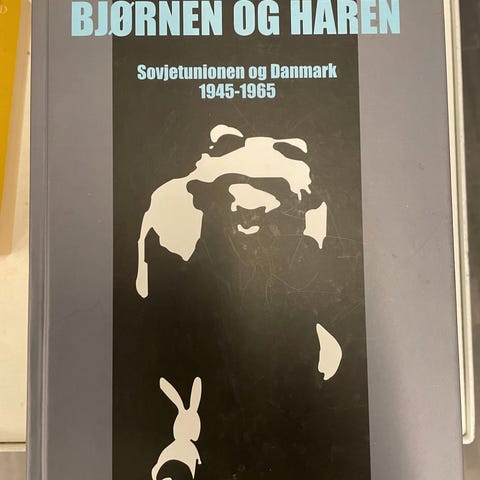 BJØRNEN OG HAREN
Sovjetunionen og Danmark
1945-1965